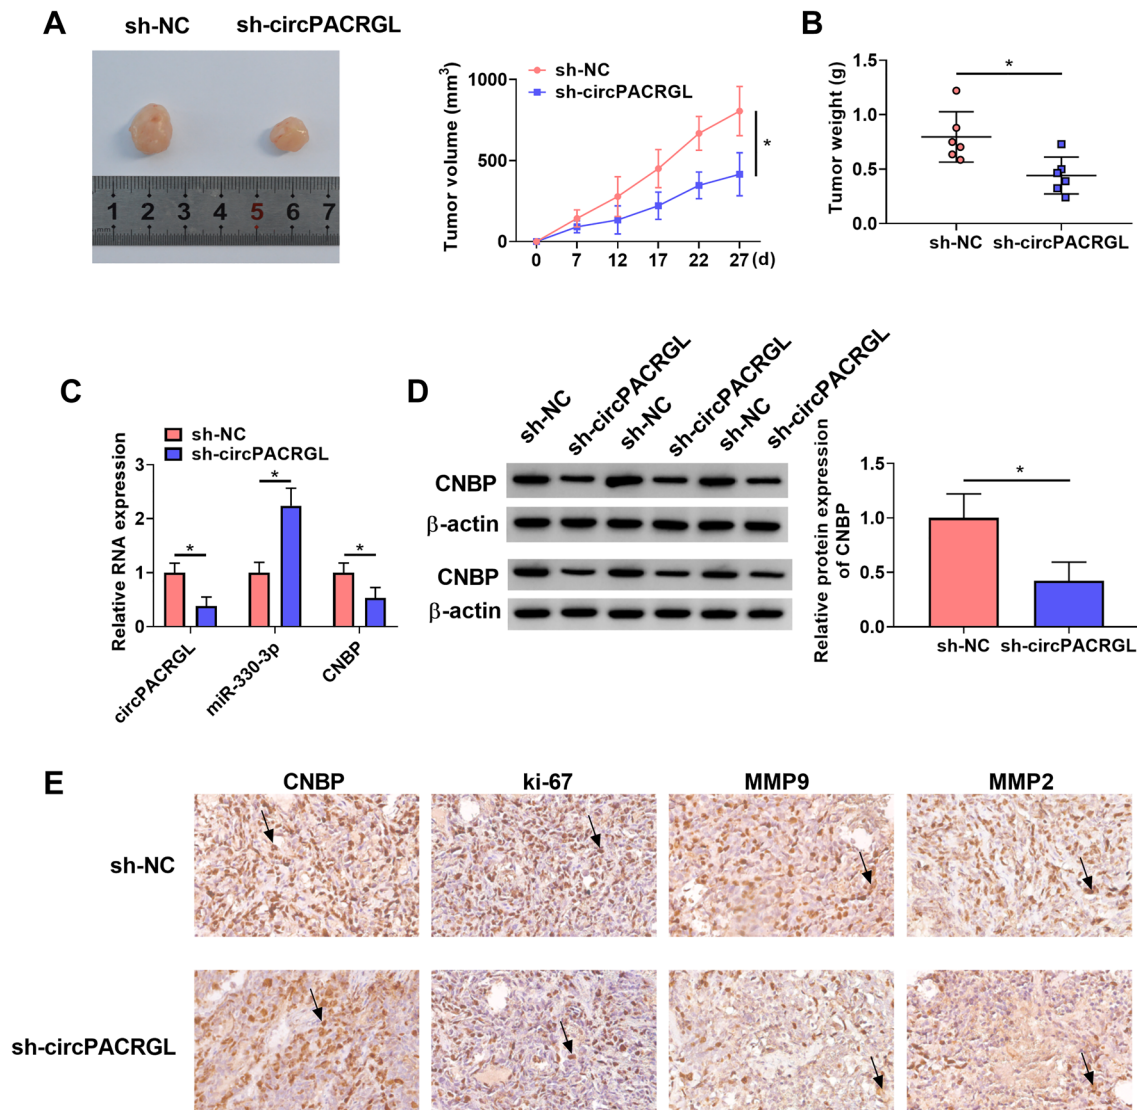 A
sh-NC sh-circPACRGL
1 2 3 4 5 6 7
sh-NC
sh-circPACRGL
Tumor volume (mm³)
1000
500
0
*
0 7 12 17 22 27 (d)
B
Tumor weight (g)
1.5
1.0
0.5
0.0
*
sh-NC sh-circPACRGL
C
sh-NC
sh-circPACRGL
Relative RNA expression
3
2
1
0
* * *
circPACRGL miR-330-3p CNBP
D
sh-NC sh-circPACRGL sh-NC sh-circPACRGL sh-NC sh-circPACRGL
CNBP
β-actin
CNBP
β-actin
Relative protein expression
of CNBP
1.5
1.0
0.5
0.0
*
sh-NC sh-circPACRGL
E
CNBP ki-67 MMP9 MMP2
sh-NC
sh-circPACRGL